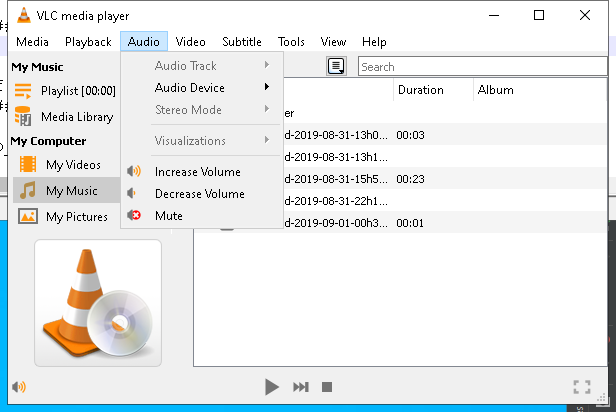 VLC media player
Media Playback Audio Video Subtitle Tools View Help
My Music
Playlist [00:00]
Media Library
My Computer
My Videos
My Music
My Pictures
Audio Track
Audio Device
Stereo Mode
Visualizations
Increase Volume
Decrease Volume
Mute
Search
Duration Album
er
d-2019-08-31-13h0... 00:03
d-2019-08-31-13h1...
d-2019-08-31-15h5... 00:23
d-2019-08-31-22h1...
d-2019-09-01-00h3... 00:01